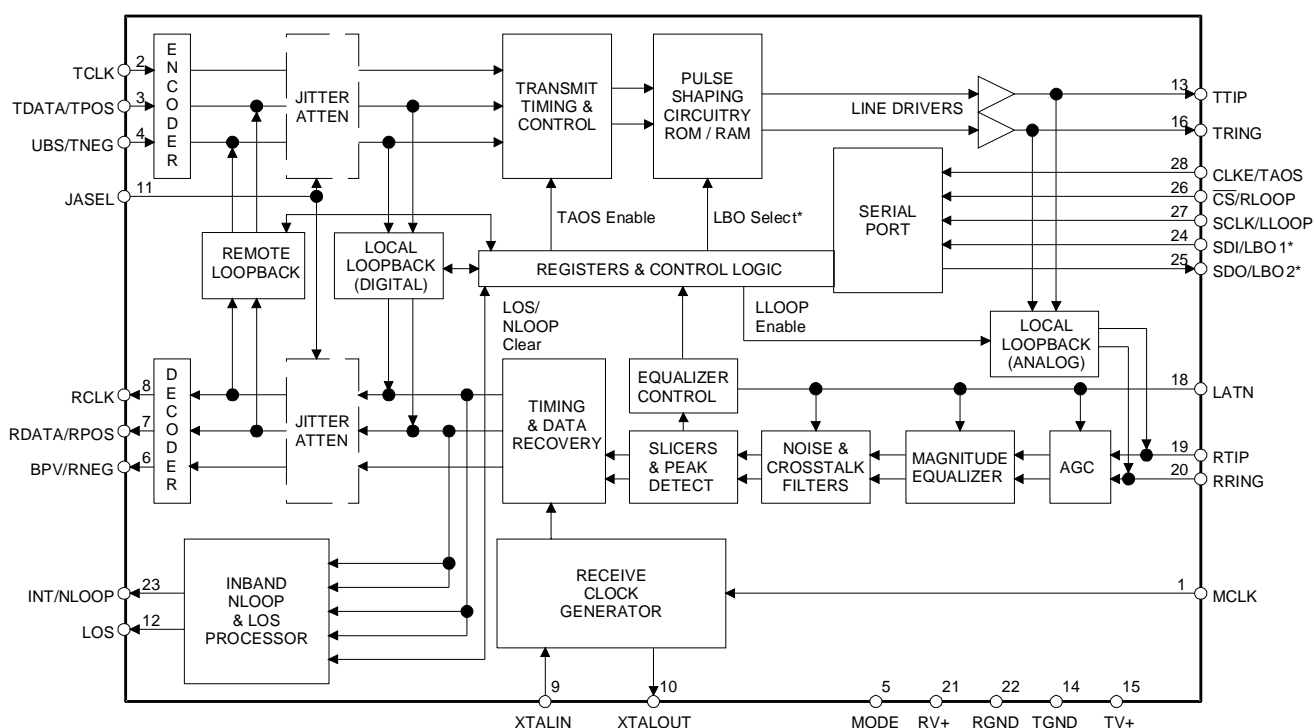 TCLK
2
TDATA/TPOS
3
UBS/TNEG
4
JASEL
11
E
N
C
O
D
E
R
JITTER
ATTEN
TRANSMIT
TIMING &
CONTROL
PULSE
SHAPING
CIRCUITRY
ROM / RAM
LINE DRIVERS
13
TTIP
16
TRING
28
CLKE/TAOS
26
CS/RLOOP
27
SCLK/LLOOP
24
SDI/LBO 1*
25
SDO/LBO 2*
SERIAL
PORT
TAOS Enable
LBO Select*
REMOTE
LOOPBACK
LOCAL
LOOPBACK
(DIGITAL)
REGISTERS & CONTROL LOGIC
LOS/
NLOOP
Clear
LLOOP
Enable
LOCAL
LOOPBACK
(ANALOG)
RCLK
8
RDATA/RPOS
7
BPV/RNEG
6
D
E
C
O
D
E
R
JITTER
ATTEN
TIMING
& DATA
RECOVERY
EQUALIZER
CONTROL
SLICERS
& PEAK
DETECT
NOISE &
CROSSTALK
FILTERS
MAGNITUDE
EQUALIZER
AGC
18
LATN
19
RTIP
20
RRING
INT/NLOOP
23
LOS
12
INBAND
NLOOP
& LOS
PROCESSOR
RECEIVE
CLOCK
GENERATOR
1
MCLK
9
XTALIN
10
XTALOUT
5
MODE
21
RV+
22
RGND
14
TGND
15
TV+